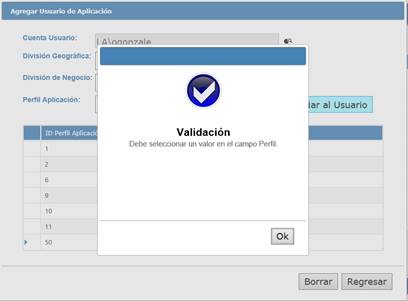 Agregar Usuario de Aplicación
Cuenta Usuario: LA\ogonzale
División Geográfica:
División de Negocio:
Perfil Aplicación: iar al Usuario
ID Perfil Aplicació
1
2
6
9
10
11
50
Validación
Debe seleccionar un valor en el campo Perfil.
Ok
Borrar Regresar